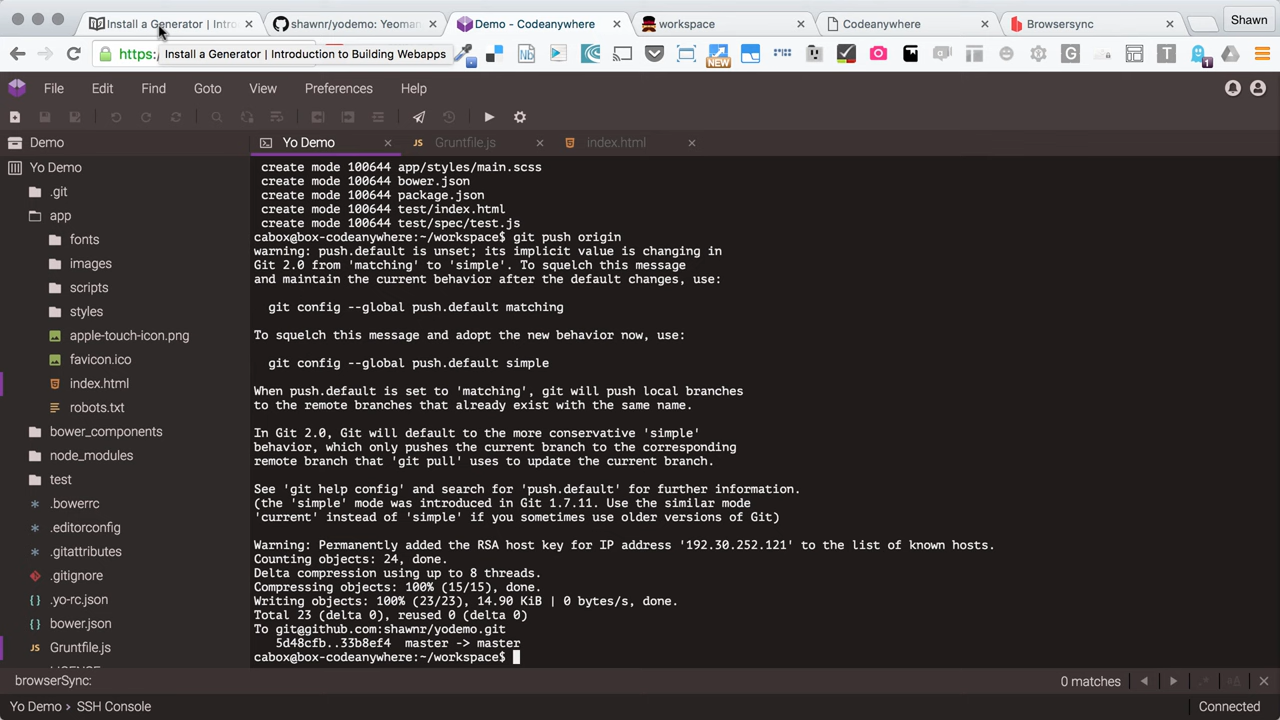 Install a Generator | Intro
shawnr/yodemo: Yeoman
Demo - Codeanywhere
workspace
Codeanywhere
Browsersync
Shawn
https:/
Install a Generator | Introduction to Building Webapps
NEW
1
File Edit Find Goto View Preferences Help
Demo
Yo Demo
Gruntfile.js
index.html
Yo Demo
.git
app
fonts
images
scripts
styles
apple-touch-icon.png
favicon.ico
index.html
robots.txt
bower_components
node_modules
test
.bowerrc
.editorconfig
.gitattributes
.gitignore
.yo-rc.json
bower.json
Gruntfile.js
create mode 100644 app/styles/main.scss
create mode 100644 bower.json
create mode 100644 package.json
create mode 100644 test/index.html
create mode 100644 test/spec/test.js
cabox@box-codeanywhere:~/workspace$ git push origin
warning: push.default is unset; its implicit value is changing in
Git 2.0 from 'matching' to 'simple'. To squelch this message
and maintain the current behavior after the default changes, use:
git config --global push.default matching
To squelch this message and adopt the new behavior now, use:
git config --global push.default simple
When push.default is set to 'matching', git will push local branches
to the remote branches that already exist with the same name.
In Git 2.0, Git will default to the more conservative 'simple'
behavior, which only pushes the current branch to the corresponding
remote branch that 'git pull' uses to update the current branch.
See 'git help config' and search for 'push.default' for further information.
(the 'simple' mode was introduced in Git 1.7.11. Use the similar mode
'current' instead of 'simple' if you sometimes use older versions of Git)
Warning: Permanently added the RSA host key for IP address '192.30.252.121' to the list of known hosts.
Counting objects: 24, done.
Delta compression using up to 8 threads.
Compressing objects: 100% (15/15), done.
Writing objects: 100% (23/23), 14.90 KiB | 0 bytes/s, done.
Total 23 (delta 0), reused 0 (delta 0)
To git@github.com:shawnr/yodemo.git
5d48cfb..33b8ef4 master -> master
cabox@box-codeanywhere:~/workspace$
browserSync:
0 matches
Yo Demo › SSH Console
Connected